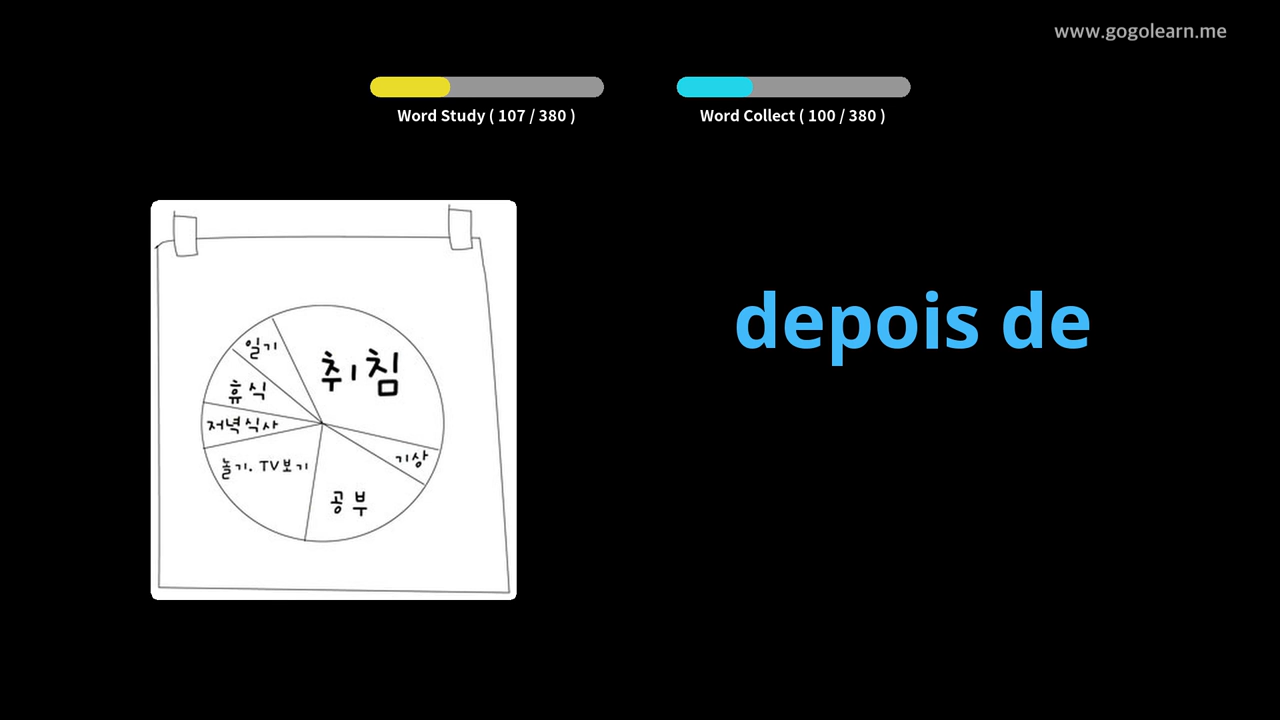 www.gogolearn.me
Word Study ( 107 / 380 )
Word Collect ( 100 / 380 )
일기
취침
휴식
저녁식사
놀기. TV보기
기상
공부
depois de